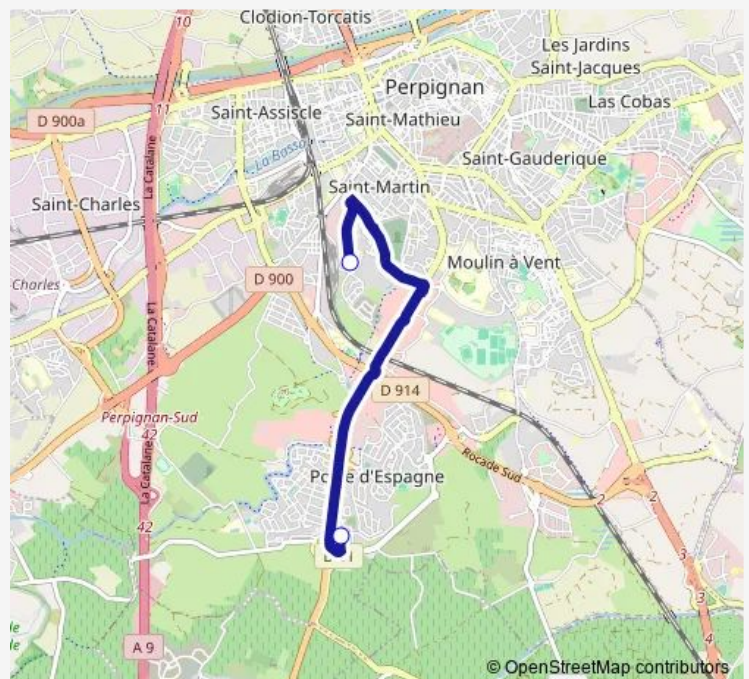 10
Clodion-Torcatis
Les Jardins
Saint-Jacques
11
Perpignan
Las Cobas
D 900a
Saint-Assiscle
Saint-Mathieu
La Catalane
La Basse
Saint-Gauderique
Saint-Martin
Saint-Charles
Moulin à Vent
D 900
Charles
La Catalane
D 914
Perpignan-Sud
42
La Catalane
Rocade Sud
d'Espagne
2
2
42
3
3
4
A 9
© OpenStreetMap contributors